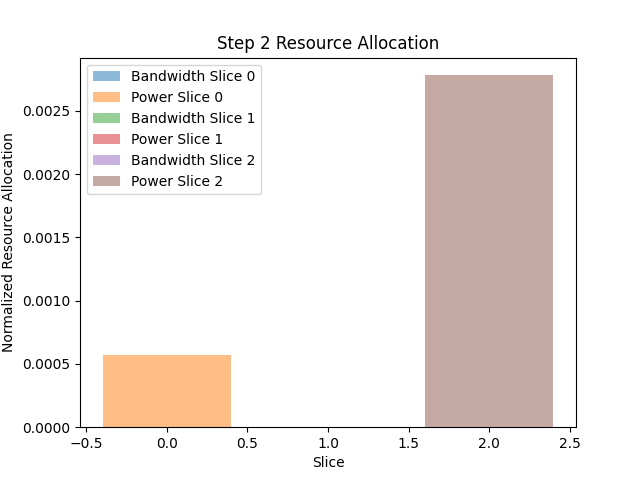 Step 2 Resource Allocation
Bandwidth Slice 0
Power Slice 0
Bandwidth Slice 1
Power Slice 1
Bandwidth Slice 2
Power Slice 2
Normalized Resource Allocation
0.0025
0.0020
0.0015
0.0010
0.0005
0.0000
−0.5 0.0 0.5 1.0 1.5 2.0 2.5
Slice